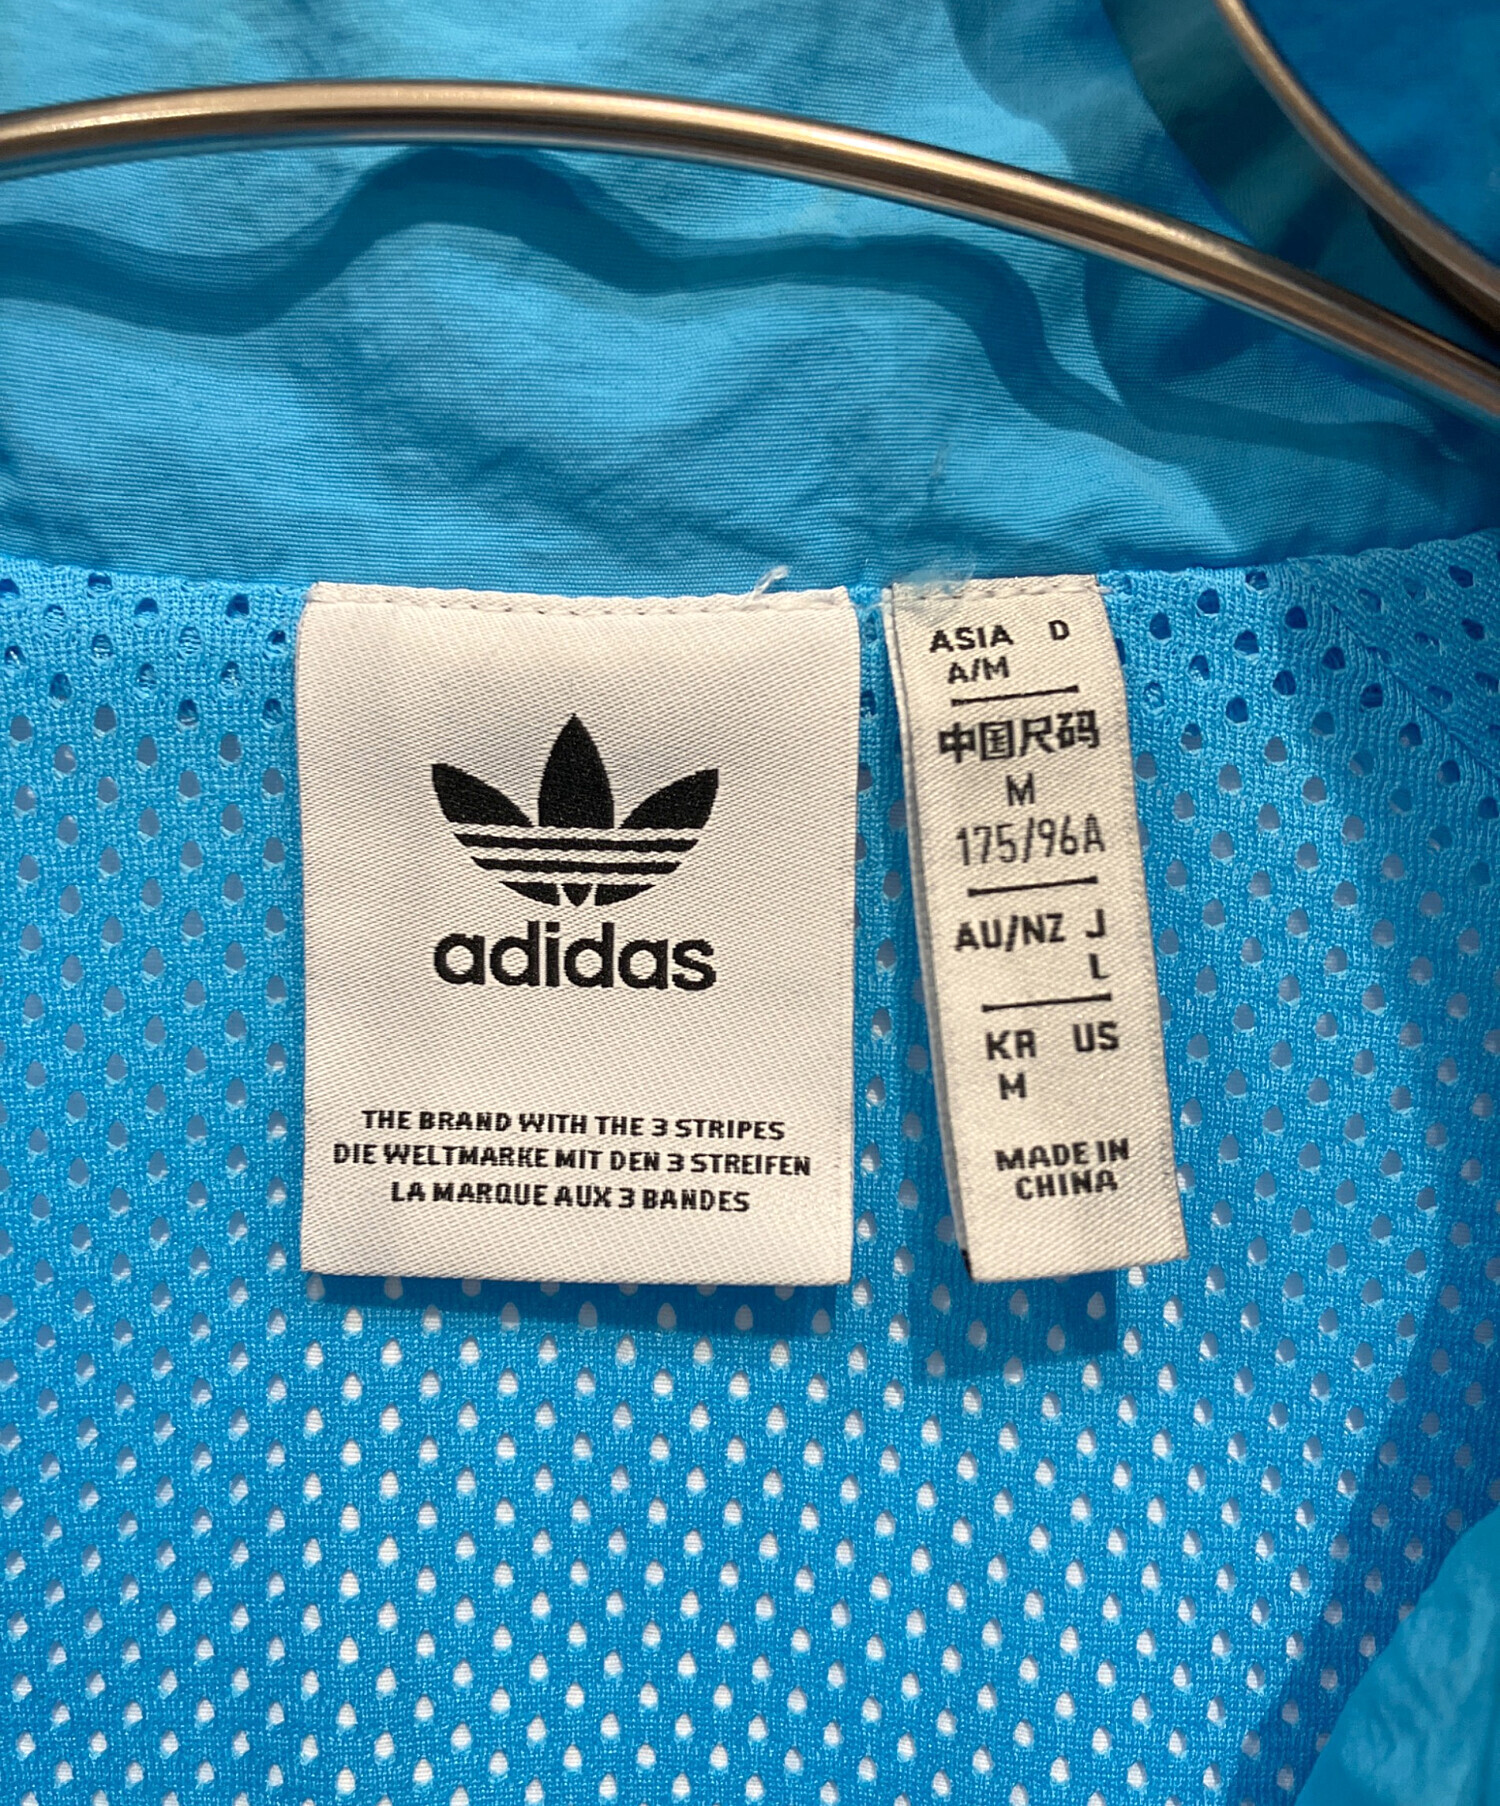 adidas
THE BRAND WITH THE 3 STRIPES
DIE WELTMARKE MIT DEN 3 STREIFEN
LA MARQUE AUX 3 BANDES
ASIA D
A/M
中国尺码
M
175/96A
AU/NZ J
L
KR US
M
MADE IN
CHINA